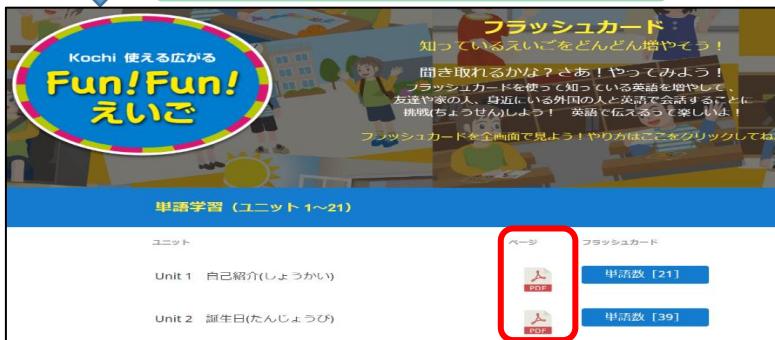 フラッシュカード
知っているえいごをどんどん増やそう！
聞き取れるかな？さあ！やってみよう！
フラッシュカードを使って知っている英語を増やして、
友達や家の人、身近にいる外国の人と英語で会話することに
挑戦(ちょうせん)しよう！ 英語で伝えるって楽しいよ！
フラッシュカードを全画面で見よう！やり方はここをクリックしてね
Kochi 使える広がる
Fun!Fun!
えいご
単語学習（ユニット 1～21）
ユニット ページ フラッシュカード
Unit 1 自己紹介(しょうかい) PDF 単語数 [21]
Unit 2 誕生日(たんじょうび) PDF 単語数 [39]